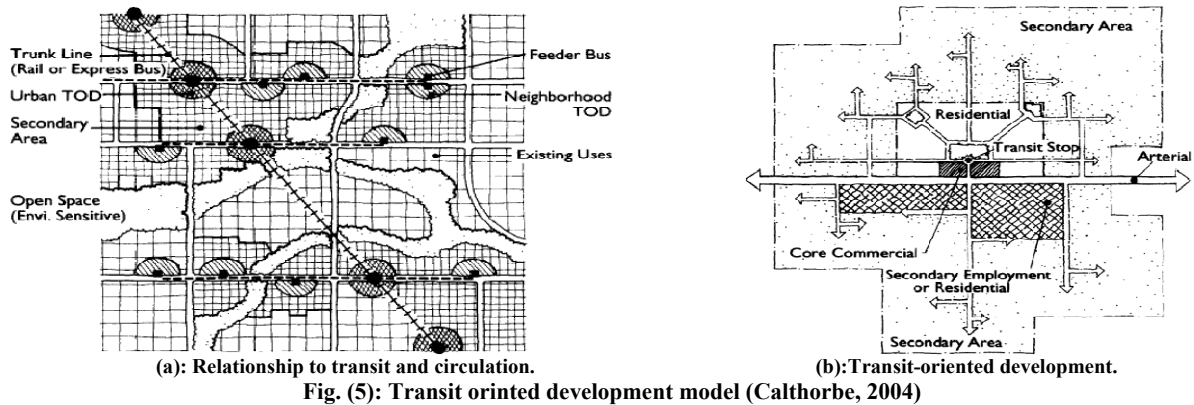 Trunk Line
(Rail or Express Bus)
Urban TOD
Secondary
Area
Open Space
(Envi. Sensitive)
Feeder Bus
Neighborhood
TOD
Existing Uses
(a): Relationship to transit and circulation.
Secondary Area
Residential
Transit Stop
Arterial
Core Commercial
Secondary Employment
or Residential
Secondary Area
(b):Transit-oriented development.
Fig. (5): Transit orinted development model (Calthorbe, 2004)